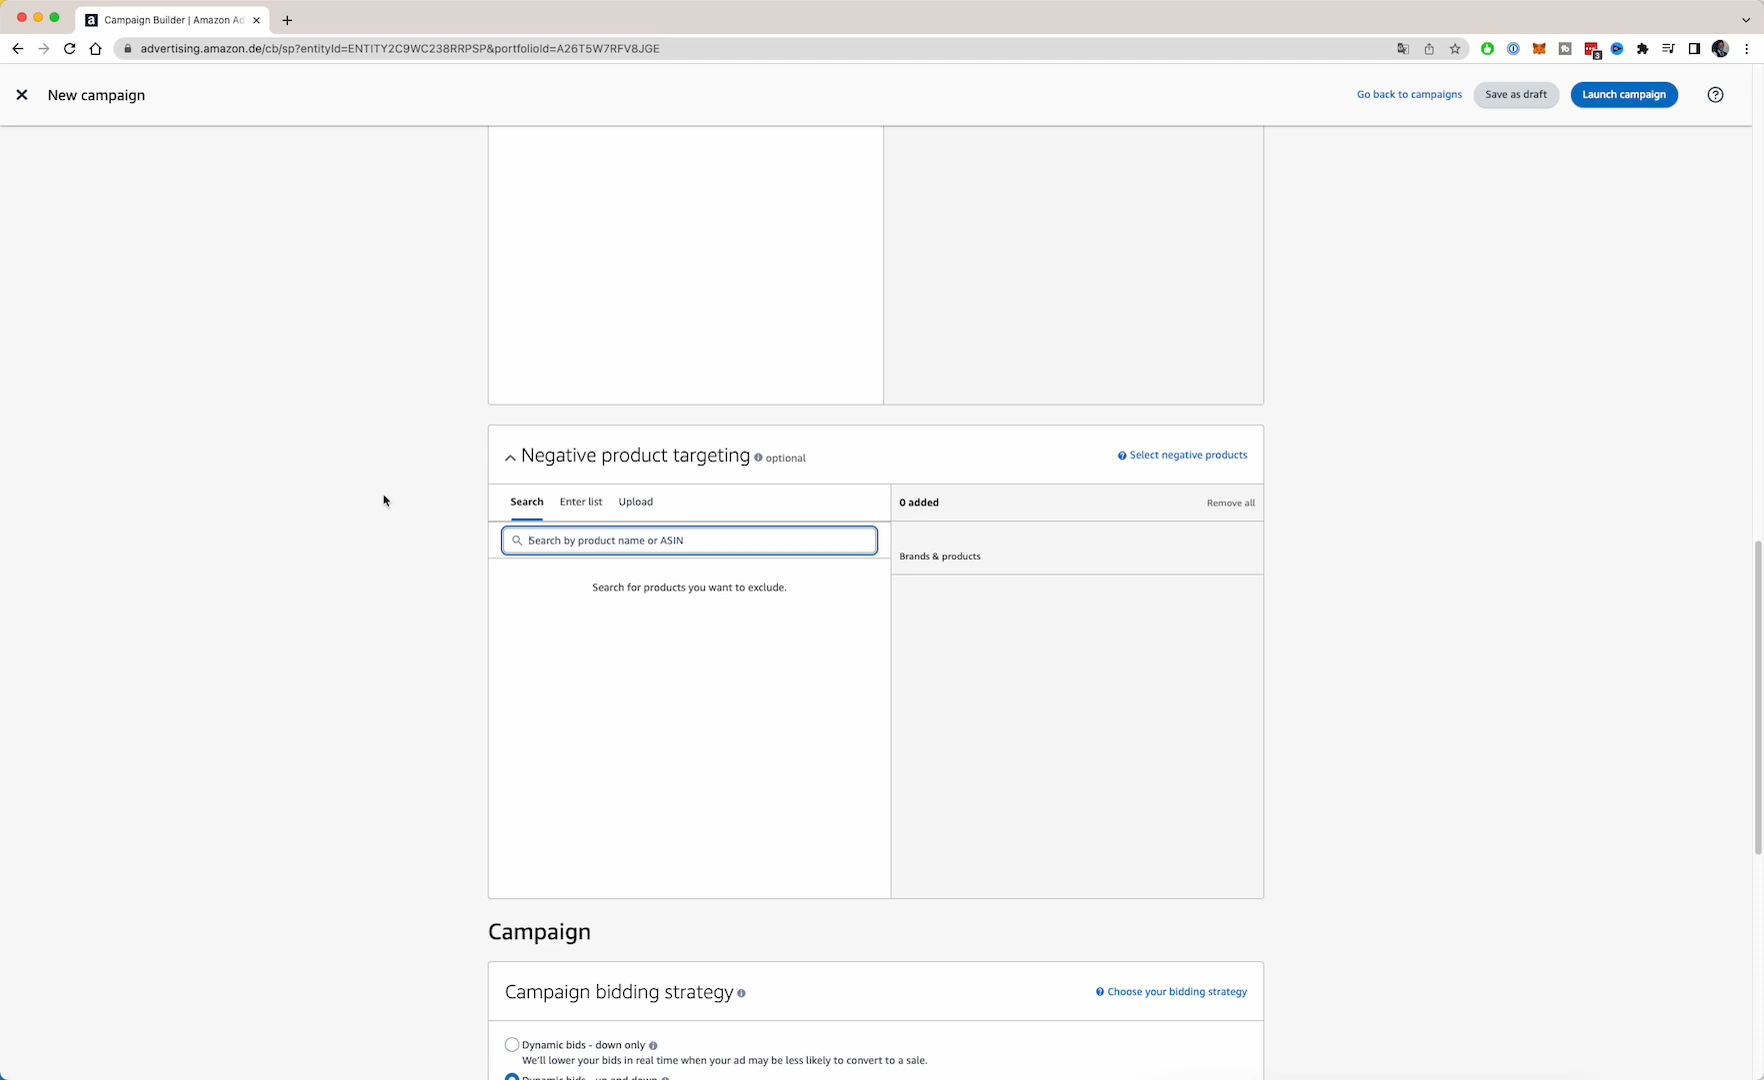 Campaign Builder | Amazon Ad
advertising.amazon.de/cb/sp?entityId=ENTITY2C9WC238RRPSP&portfolioId=A26T5W7RFV8JGE
3
New campaign
Go back to campaigns
Save as draft
Launch campaign
Negative product targeting optional
Select negative products
Search Enter list Upload
0 added
Remove all
Search by product name or ASIN
Brands & products
Search for products you want to exclude.
Campaign
Campaign bidding strategy
Choose your bidding strategy
Dynamic bids - down only
We'll lower your bids in real time when your ad may be less likely to convert to a sale.
Dynamic bids - up and down